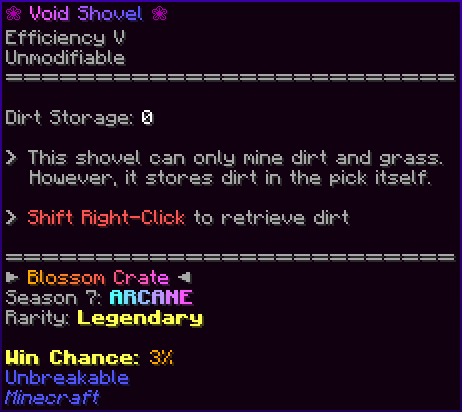 ❀ Void Shovel ❀
Efficiency V
Unmodifiable
============================
Dirt Storage: 0
> This shovel can only mine dirt and grass.
However, it stores dirt in the pick itself.
> Shift Right-Click to retrieve dirt
============================
► Blossom Crate ◄
Season 7: ARCANE
Rarity: Legendary
Win Chance: 3%
Unbreakable
Minecraft